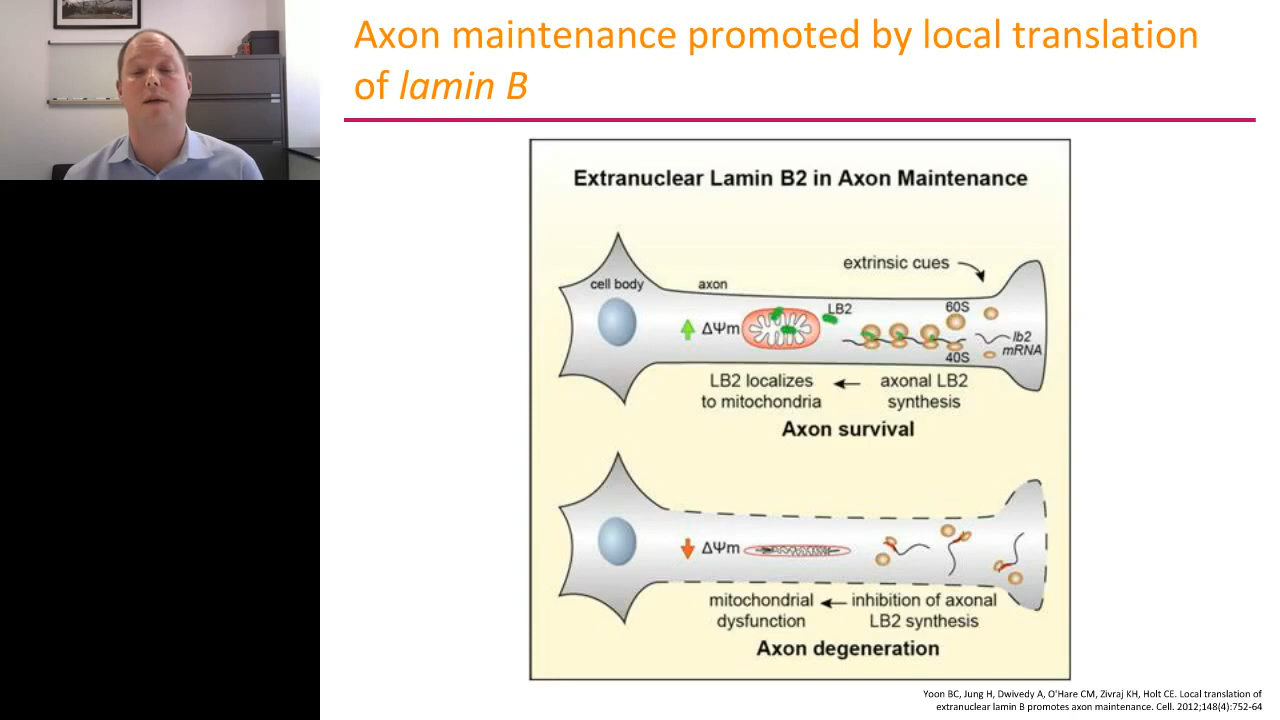 Axon maintenance promoted by local translation
of lamin B
Extranuclear Lamin B2 in Axon Maintenance
extrinsic cues
cell body
axon
LB2
60S
ΔΨm
lb2
mRNA
40S
LB2 localizes
to mitochondria
axonal LB2
synthesis
Axon survival
ΔΨm
mitochondrial
dysfunction
inhibition of axonal
LB2 synthesis
Axon degeneration
Yoon BC, Jung H, Dwivedy A, O'Hare CM, Zivraj KH, Holt CE. Local translation of
extranuclear lamin B promotes axon maintenance. Cell. 2012;148(4):752-64